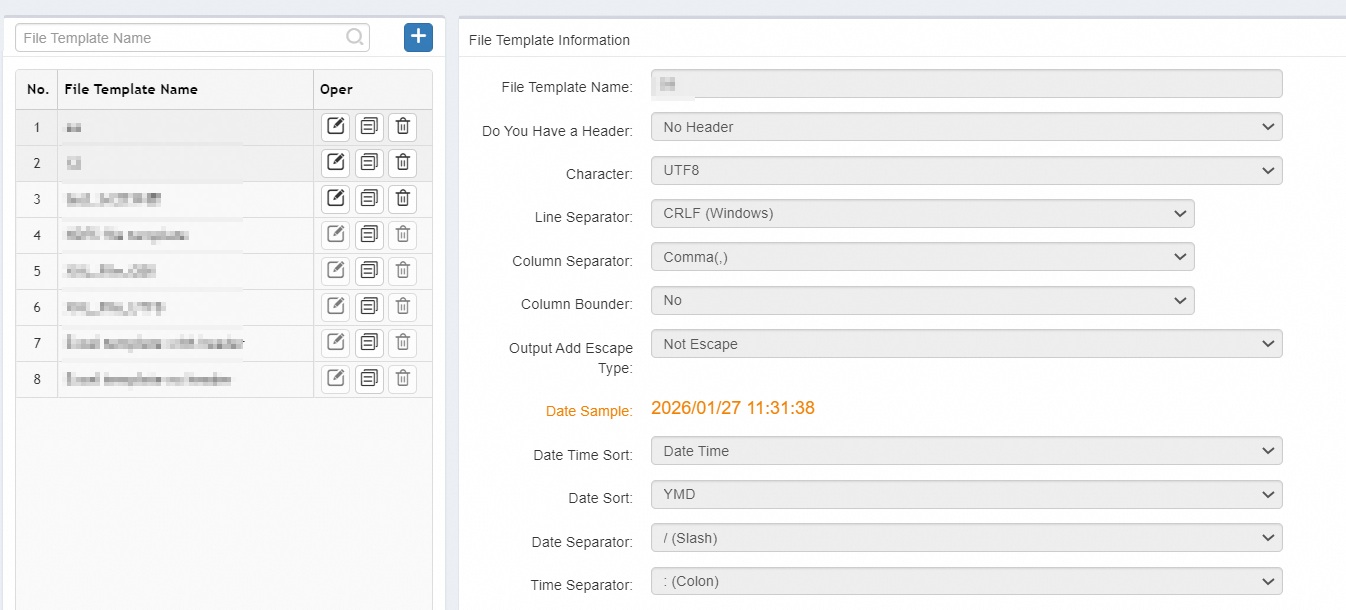 File Template Name
File Template Information
No. File Template Name Oper
1
2
3
4
5
6
7
8
File Template Name:
Do You Have a Header: No Header
Character: UTF8
Line Separator: CRLF (Windows)
Column Separator: Comma(,)
Column Bounder: No
Output Add Escape
Type: Not Escape
Date Sample: 2026/01/27 11:31:38
Date Time Sort: Date Time
Date Sort: YMD
Date Separator: / (Slash)
Time Separator: : (Colon)